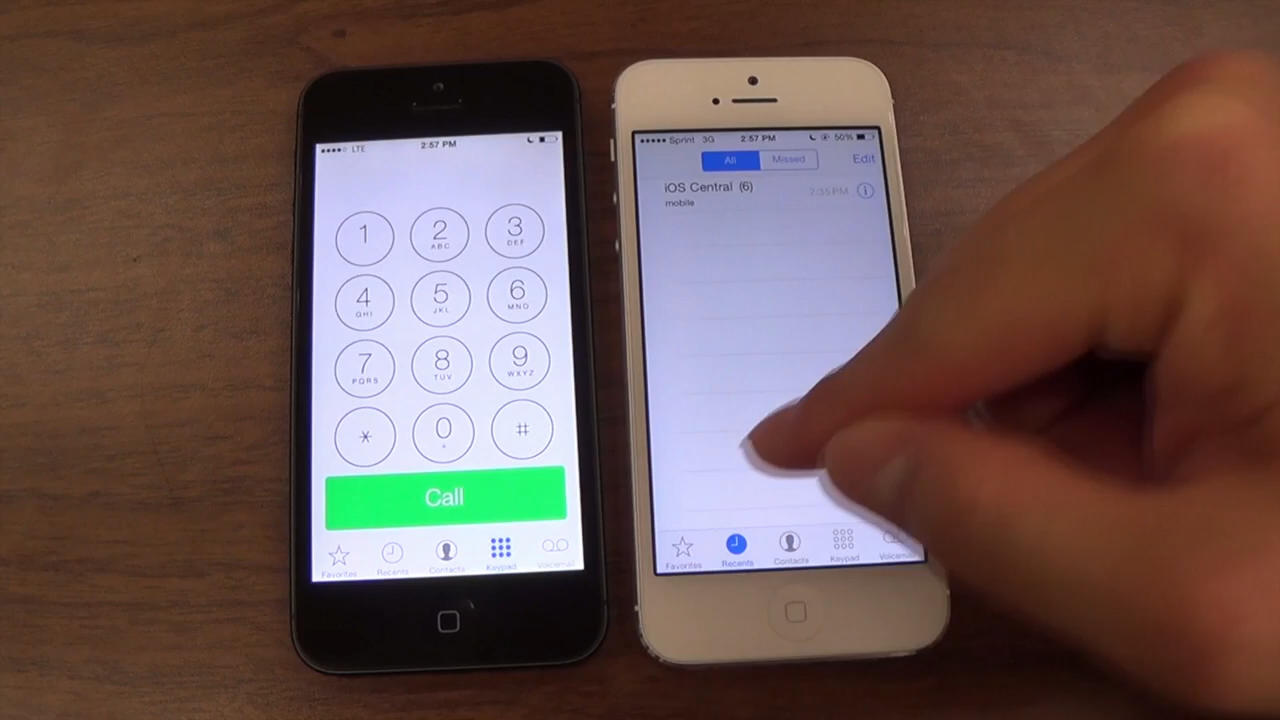 LTE 2:57 PM
1
2 ABC
3 DEF
4 GHI
5 JKL
6 MNO
7 PQRS
8 TUV
9 WXYZ
*
0 +
#
Call
Favorites Recents Contacts Keypad Voicemail
Sprint 3G 2:57 PM 50%
All Missed Edit
iOS Central (6) 2:35 PM
mobile
Favorites Recents Contacts Keypad Voicemail